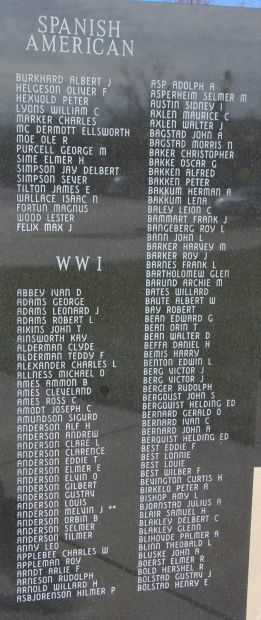 SPANISH
AMERICAN
BURKHARD ALBERT J
HELGESON OLIVER F
HEXVOLD PETER
LYONS WILLIAM C
MARKER CHARLES
MC DERMOTT ELLSWORTH
MOE OLE R
PURCELL GEORGE M
SIME ELMER H
SIMPSON JAY DELBERT
SIMPSON SEVER
TILTON JAMES E
WALLACE ISAAC N
FORTUN MAGNUS
WOOD LESTER
FELIX MAX J
WWI
ABBEY IVAN D
ADAMS GEORGE
ADAMS LEONARD J
ADAMS ROBERT L
AIKINS JOHN T
AINSWORTH KAY
ALDERMAN CLYDE
ALDERMAN TEDDY F
ALEXANDER CHARLES L
ALLNESS MICHAEL O
AMES AMMON B
AMES CLEVELAND
AMES ROSS C
AMODT JOSEPH C
AMUNDSON SIGURD
ANDERSON ALF H
ANDERSON ANDREW
ANDERSON CLARE L
ANDERSON CLARENCE
ANDERSON EDDIE T
ANDERSON ELMER E
ANDERSON ELVIN O
ANDERSON GILBERT
ANDERSON GUSTAV
ANDERSON LOUIS
ANDERSON MELVIN J **
ANDERSON ORBIN B
ANDERSON SELMER
ANDERSON TILMER
ANNY LEO
APPLEBEE CHARLES W
APPLEMAN ROY
ARNDT ARLIE F
ARNESON RUDOLPH
ARNOLD WILLARD H
ASBJORENSON HILMER P
ASP ADOLPH A
ASPERHEIM SELMER M
AUSTIN SIDNEY I
AXLEN MAURICE C
AXLEN WALTER J
BAGSTAD JOHN A
BAGSTAD MORRIS N
BAKER CHRISTOPHER
BAKKE OSCAR G
BAKKEN ALFRED
BAKKEN PETER
BAKKUM HERMAN A
BAKKUM LENA
BALEY LEION C
BANMART FRANK J
BANGEBERG ROY L
BANN JOHN L
BARKER HARVEY M
BARKER ROY J
BARNES FRANK L
BARTHOLOMEW GLEN
BARUND ARCHIE M
BATES WILLARD
BAUTE ALBERT W
BAY ROBERT
BEAN EDWARD G
BEAN ORIN T
BEAN WALTER D
BEFFA DANIEL H
BEMIS HARRY
BENTON EDWIN L
BERG VICTOR J
BERG VICTOR J
BERGER RUDOLPH
BERGOUST JOHN S
BERGQUIST HELDING ED
BERNARD GERALD O
BERNARD IVAN C
BERNARD JOHN A
BERQUIST HELDING ED
BEST EDDIE F
BEST LONNIE
BEST LOUIE
BEST WILBER F
BEVINGTON CURTIS H
BIRKELO PETER A
BISHOP AMY L
BJORNSTAD JULIUS A
BLAIR SAMUEL H
BLAKLEY DELBERT C
BLAKLEY GLENN
BLIHOVDE PALMER A
BLINN THEOBALD L
BLUSKE JOHN A
BOERST ELMER R
BOLD HERSHEL R
BOLSTAD GUSTAV J
BOLSTAD HENRY E